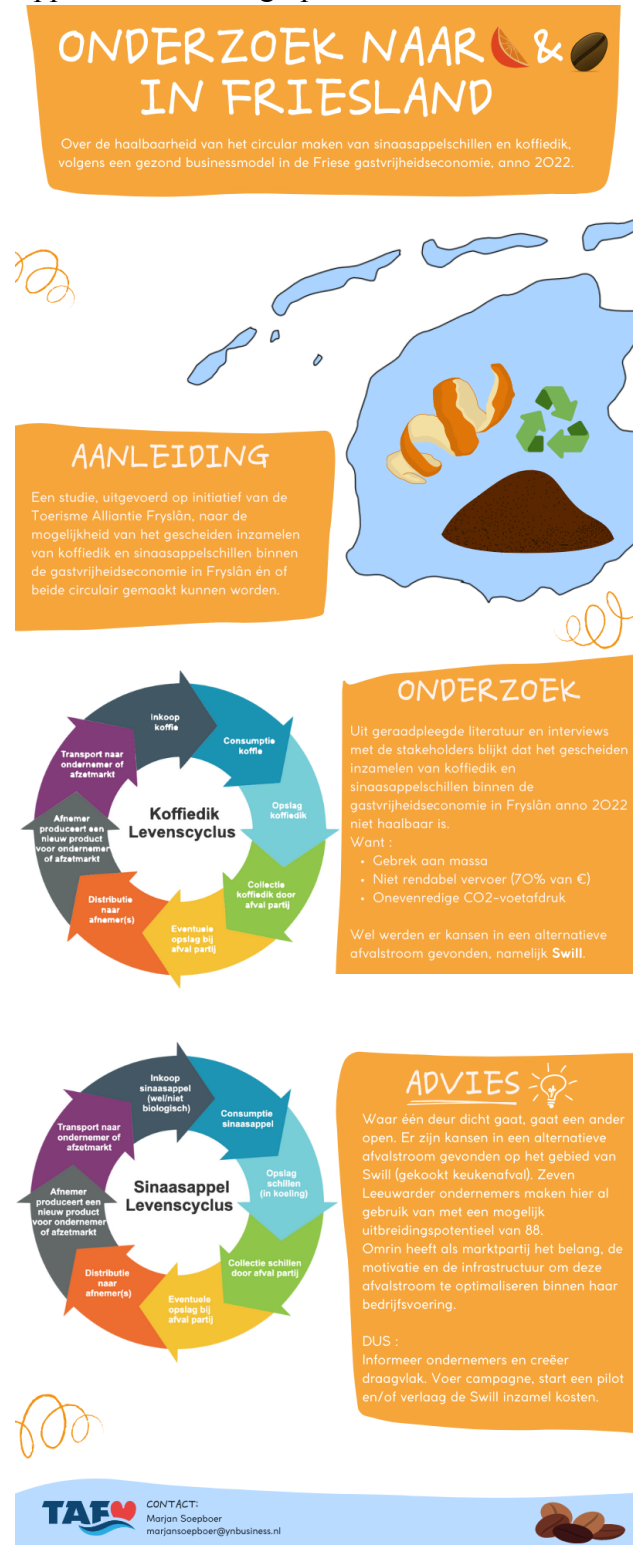 ONDERZOEK NAAR &
IN FRIESLAND
Over de haalbaarheid van het circular maken van sinaasappelschillen en koffiedik,
volgens een gezond businessmodel in de Friese gastvrijheidseconomie, anno 2022.
AANLEIDING
Een studie, uitgevoerd op initiatief van de
Toerisme Alliantie Fryslân, naar de
mogelijkheid van het gescheiden inzamelen
van koffiedik en sinaasappelschillen binnen
de gastvrijheidseconomie in Fryslân én of
beide circulair gemaakt kunnen worden.
Koffiedik
Levenscyclus
Inkoop
koffie
Consumptie
koffie
Opslag
koffiedik
Collectie
koffiedik door
afval partij
Eventuele
opslag bij
afval partij
Distributie
naar
afnemer(s)
Afnemer
produceert een
nieuw product
voor ondernemer
of afzetmarkt
Transport naar
ondernemer of
afzetmarkt
ONDERZOEK
Uit geraadpleegde literatuur en interviews
met de stakeholders blijkt dat het gescheiden
inzamelen van koffiedik en
sinaasappelschillen binnen de
gastvrijheidseconomie in Fryslân anno 2022
niet haalbaar is.
Want :
• Gebrek aan massa
• Niet rendabel vervoer (70% van €)
• Onevenredige CO2-voetafdruk
Wel werden er kansen in een alternatieve
afvalstroom gevonden, namelijk Swill.
Sinaasappel
Levenscyclus
Inkoop
sinaasappel
(wel/niet
biologisch)
Consumptie
sinaasappel
Opslag
schillen
(in koeling)
Collectie schillen
door afval partij
Eventuele
opslag bij
afval partij
Distributie
naar
afnemer(s)
Afnemer
produceert een
nieuw product
voor ondernemer
of afzetmarkt
Transport naar
ondernemer of
afzetmarkt
ADVIES
Waar één deur dicht gaat, gaat een ander
open. Er zijn kansen in een alternatieve
afvalstroom gevonden op het gebied van
Swill (gekookt keukenafval). Zeven
Leeuwarder ondernemers maken hier al
gebruik van met een mogelijk
uitbreidingspotentieel van 88.
Omrin heeft als marktpartij het belang, de
motivatie en de infrastructuur om deze
afvalstroom te optimaliseren binnen haar
bedrijfsvoering.
DUS :
Informeer ondernemers en creëer
draagvlak. Voer campagne, start een pilot
en/of verlaag de Swill inzamel kosten.
TAF
CONTACT:
Marjan Soepboer
marjansoepboer@ynbusiness.nl